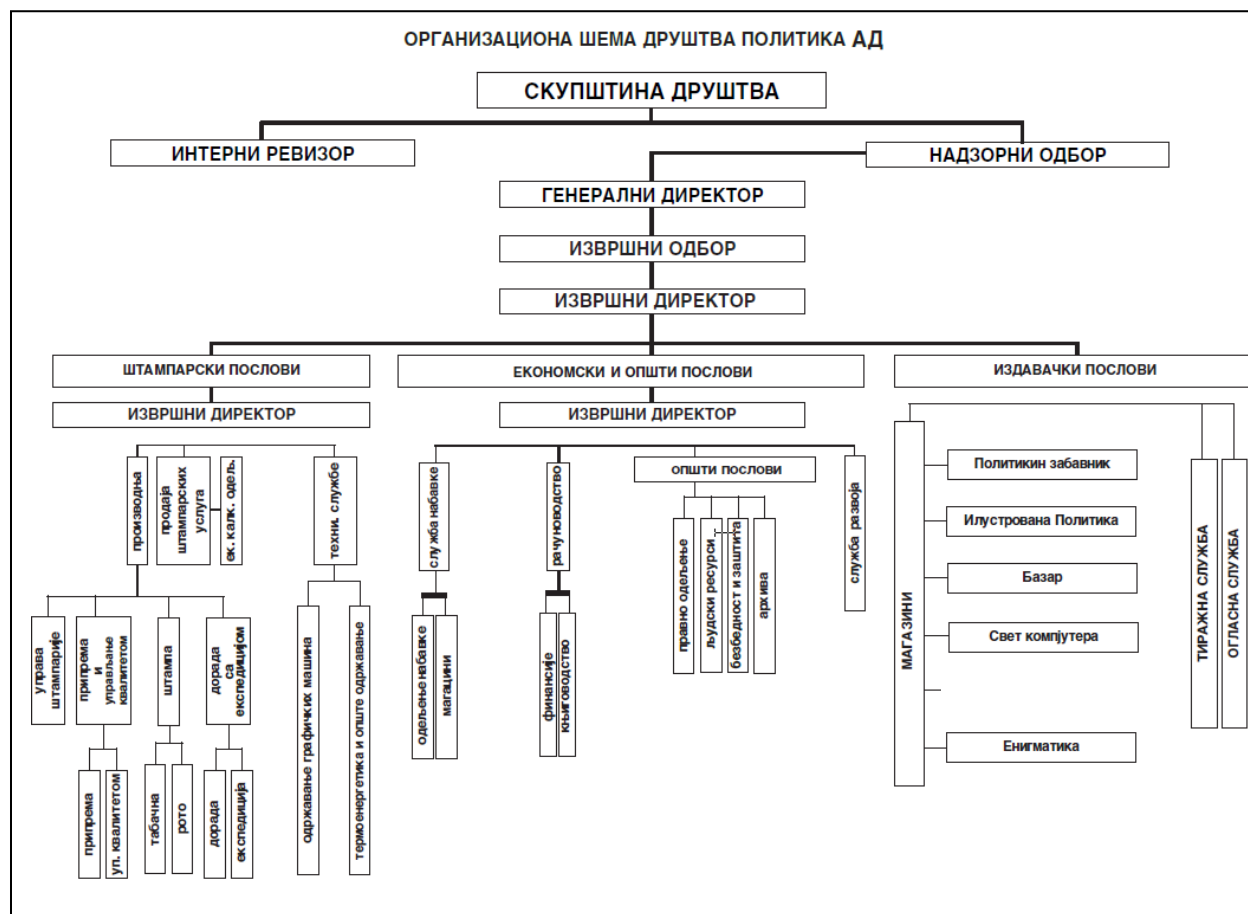 ОРГАНИЗАЦИОНА ШЕМА ДРУШТВА ПОЛИТИКА АД
СКУПШТИНА ДРУШТВА
ИНТЕРНИ РЕВИЗОР
НАДЗОРНИ ОДБОР
ГЕНЕРАЛНИ ДИРЕКТОР
ИЗВРШНИ ОДБОР
ИЗВРШНИ ДИРЕКТОР
ШТАМПАРСКИ ПОСЛОВИ
ЕКОНОМСКИ И ОПШТИ ПОСЛОВИ
ИЗДАВАЧКИ ПОСЛОВИ
ИЗВРШНИ ДИРЕКТОР
ИЗВРШНИ ДИРЕКТОР
производња
продаја
штампарских
услуга
ек. калк. одељ.
техни. службе
управа
штампарије
припрема
и
управљање
квалитетом
штампа
дорада
са
експедицијом
припрема
уп. квалитетом
табачна
рото
дорада
експедиција
одржавање графичких машина
термоенергетика и опште одржавање
служба набавке
рачуноводство
ОПШТИ ПОСЛОВИ
служба развоја
одељење набавке
магацини
финансије
књиговодство
правно одељење
људски ресурси
безбедност и заштита
архива
МАГАЗИНИ
Политикин забавник
Илустрована Политика
Базар
Свет компјутера
Енигматика
ТИРАЖНА СЛУЖБА
ОГЛАСНА СЛУЖБА